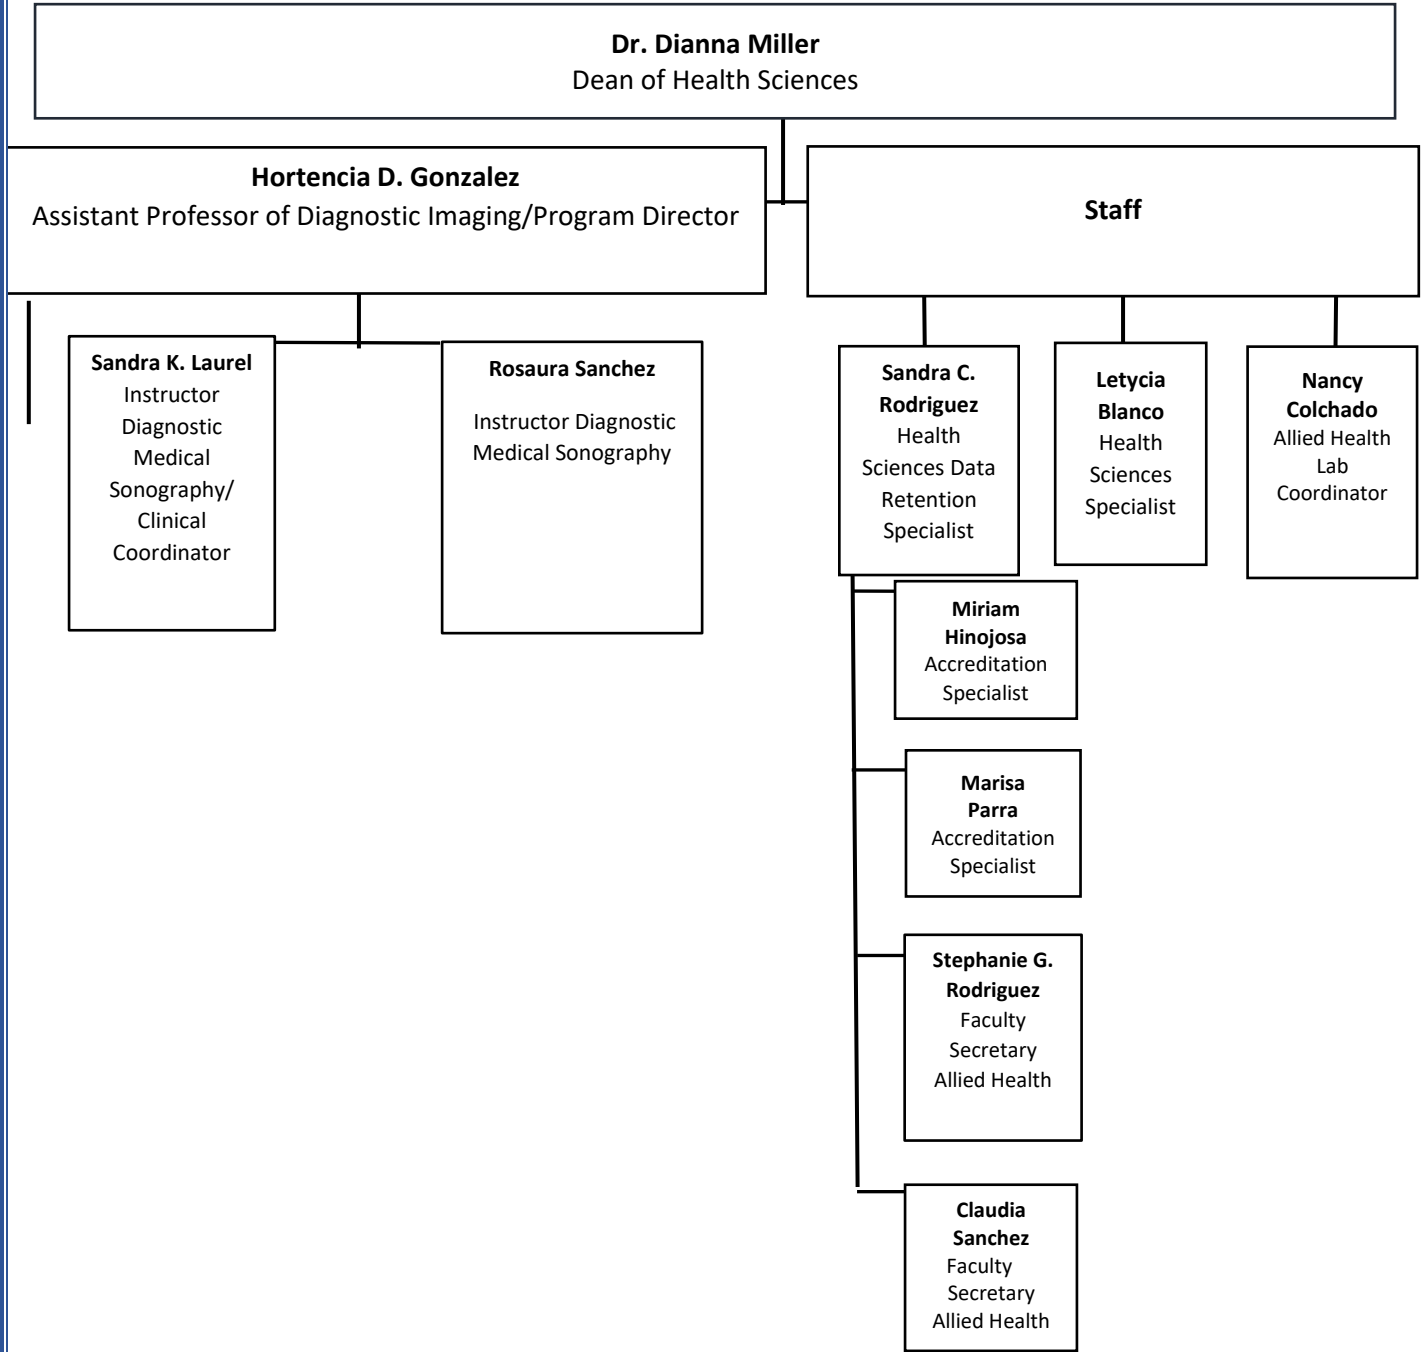 Dr. Dianna Miller
Dean of Health Sciences
Hortencia D. Gonzalez
Assistant Professor of Diagnostic Imaging/Program Director
Staff
Sandra K. Laurel
Instructor
Diagnostic
Medical
Sonography/
Clinical
Coordinator
Rosaura Sanchez
Instructor Diagnostic
Medical Sonography
Sandra C.
Rodriguez
Health
Sciences Data
Retention
Specialist
Letycia
Blanco
Health
Sciences
Specialist
Nancy
Colchado
Allied Health
Lab
Coordinator
Miriam
Hinojosa
Accreditation
Specialist
Marisa
Parra
Accreditation
Specialist
Stephanie G.
Rodriguez
Faculty
Secretary
Allied Health
Claudia
Sanchez
Faculty
Secretary
Allied Health